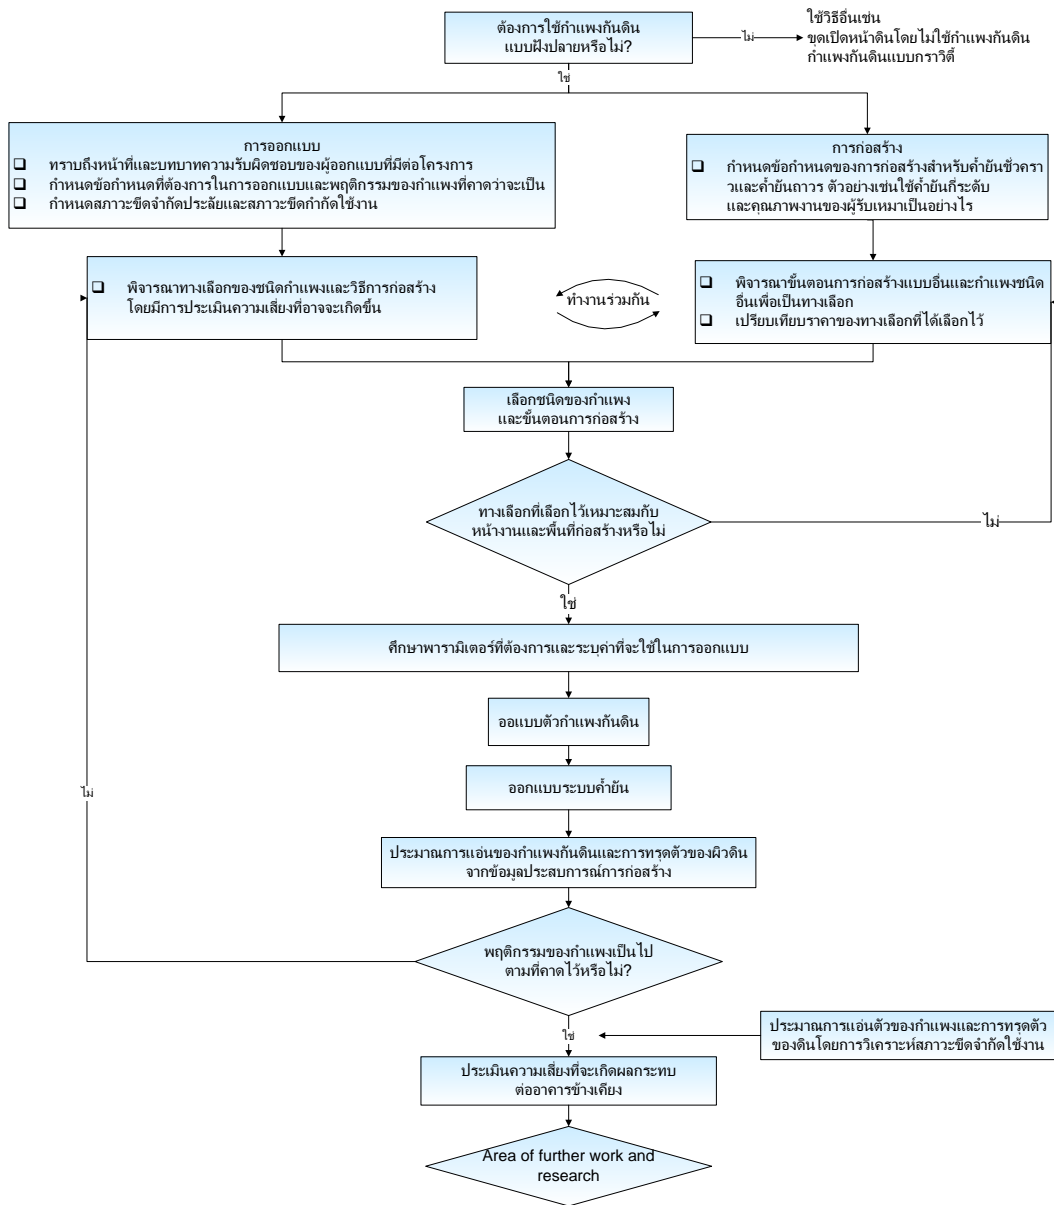 ต้องการใช้กำแพงกันดิน
แบบฝังปลายหรือไม่?
ไม่
ใช้วิธีอื่นเช่น
ขุดเปิดหน้าดินโดยไม่ใช้กำแพงกันดิน
กำแพงกันดินแบบกราวิตี้
ใช่
การออกแบบ
❑ ทราบถึงหน้าที่และบทบาทความรับผิดชอบของผู้ออกแบบที่มีต่อโครงการ
❑ กำหนดข้อกำหนดที่ต้องการในการออกแบบและพฤติกรรมของกำแพงที่คาดว่าจะเป็น
❑ กำหนดสภาวะขีดจำกัดประลัยและสภาวะขีดกำกัดใช้งาน
การก่อสร้าง
❑ กำหนดข้อกำหนดของการก่อสร้างสำหรับค้ำยันชั่วครา
วและค้ำยันถาวร ตัวอย่างเช่นใช้ค้ำยันกี่ระดับ
และคุณภาพงานของผู้รับเหมาเป็นอย่างไร
❑ พิจารณาทางเลือกของชนิดกำแพงและวิธีการก่อสร้าง
โดยมีการประเมินความเสี่ยงที่อาจจะเกิดขึ้น
ทำงานร่วมกัน
❑ พิจารณาขั้นตอนการก่อสร้างแบบอื่นและกำแพงชนิด
อื่นเพื่อเป็นทางเลือก
❑ เปรียบเทียบราคาของทางเลือกที่ได้เลือกไว้
เลือกชนิดของกำแพง
และขั้นตอนการก่อสร้าง
ทางเลือกที่เลือกไว้เหมาะสมกับ
หน้างานและพื้นที่ก่อสร้างหรือไม่
ไม่
ใช่
ศึกษาพารามิเตอร์ที่ต้องการและระบุค่าที่จะใช้ในการออกแบบ
ออแบบตัวกำแพงกันดิน
ออกแบบระบบค้ำยัน
ไม่
ประมาณการแอ่นของกำแพงกันดินและการทรุดตัวของผิวดิน
จากข้อมูลประสบการณ์การก่อสร้าง
พฤติกรรมของกำแพงเป็นไป
ตามที่คาดไว้หรือไม่?
ใช่
ประมาณการแอ่นตัวของกำแพงและการทรุดตัว
ของดินโดยการวิเคราะห์สภาวะขีดจำกัดใช้งาน
ประเมินความเสี่ยงที่จะเกิดผลกระทบ
ต่ออาคารข้างเคียง
Area of further work and
research